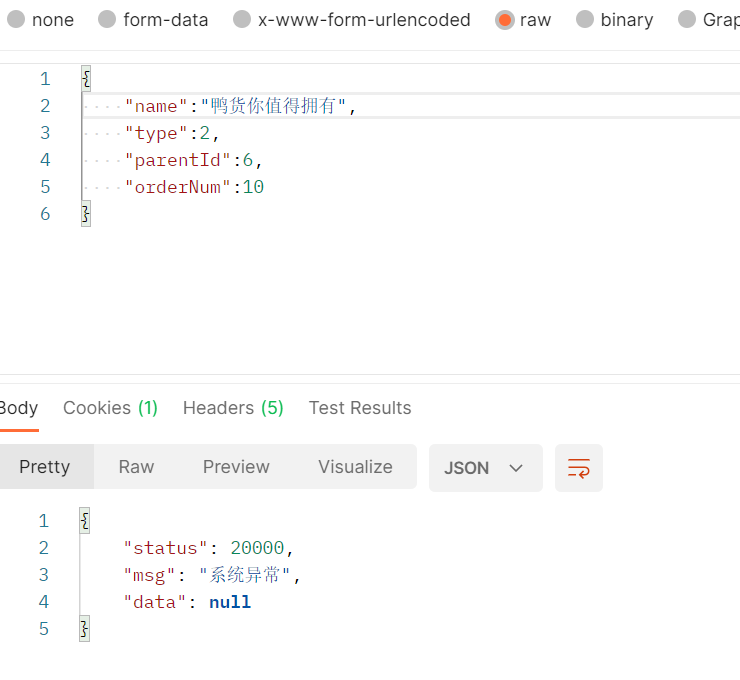 none form-data x-www-form-urlencoded raw binary Grap
1 {
2 "name":"鸭货你值得拥有",
3 "type":2,
4 "parentId":6,
5 "orderNum":10
6 }
Body Cookies (1) Headers (5) Test Results
Pretty Raw Preview Visualize JSON
1 {
2 "status": 20000,
3 "msg": "系统异常",
4 "data": null
5 }